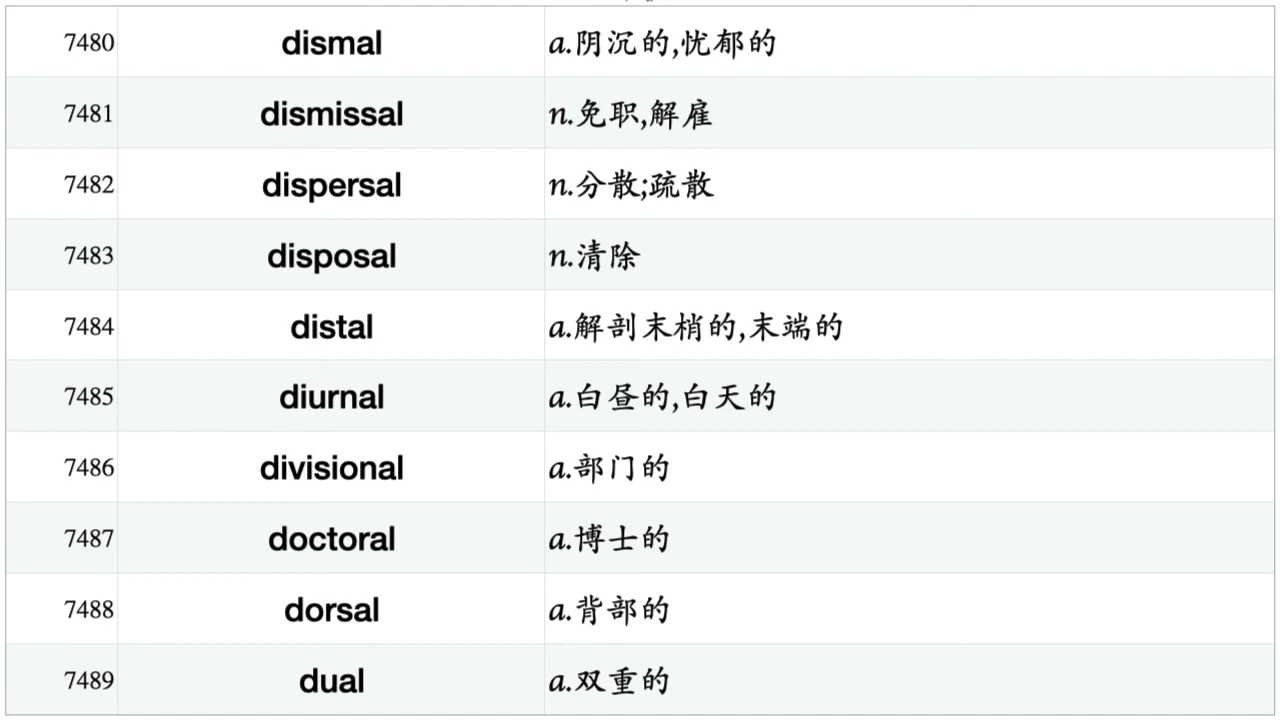 7480 dismal a.阴沉的,忧郁的
7481 dismissal n.免职,解雇
7482 dispersal n.分散;疏散
7483 disposal n.清除
7484 distal a.解剖末梢的,末端的
7485 diurnal a.白昼的,白天的
7486 divisional a.部门的
7487 doctoral a.博士的
7488 dorsal a.背部的
7489 dual a.双重的